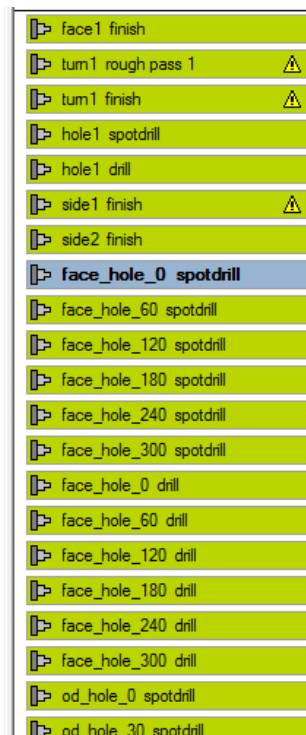 face1 finish
turn1 rough pass 1
turn1 finish
hole1 spotdrill
hole1 drill
side1 finish
side2 finish
face_hole_0 spotdrill
face_hole_60 spotdrill
face_hole_120 spotdrill
face_hole_180 spotdrill
face_hole_240 spotdrill
face_hole_300 spotdrill
face_hole_0 drill
face_hole_60 drill
face_hole_120 drill
face_hole_180 drill
face_hole_240 drill
face_hole_300 drill
od_hole_0 spotdrill
od_hole_30 spotdrill